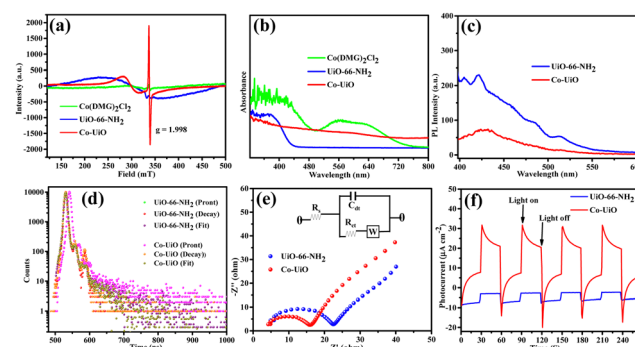 (a)
2000
1500
1000
500
0
-500
-1000
-1500
-2000
Intensity (a.u.)
Co(DMG)2Cl2
UiO-66-NH2
Co-UiO
g = 1.998
200
300
400
500
Field (mT)
(b)
Co(DMG)2Cl2
UiO-66-NH2
Co-UiO
Absorbance
400
480
560
640
720
800
Wavelength (nm)
(c)
UiO-66-NH2
Co-UiO
PL Intensity (a.u.)
250
200
150
100
50
0
400
450
500
550
Wavelength (nm)
(d)
10000
1000
100
10
1
Counts
UiO-66-NH2 (Pront)
UiO-66-NH2 (Decay)
UiO-66-NH2 (Fit)
Co-UiO (Pront)
Co-UiO (Decay))
Co-UiO (Fit)
500
600
700
800
900
1000
(e)
Rs
Cdt
Rct
W
UiO-66-NH2
Co-UiO
-Z'' (ohm)
40
30
20
10
0
0
10
20
30
40
50
(f)
UiO-66-NH2
Co-UiO
Light on
Light off
Photocurrent (µA cm-2)
50
40
30
20
10
0
-10
-20
0
30
60
90
120
150
180
210
240